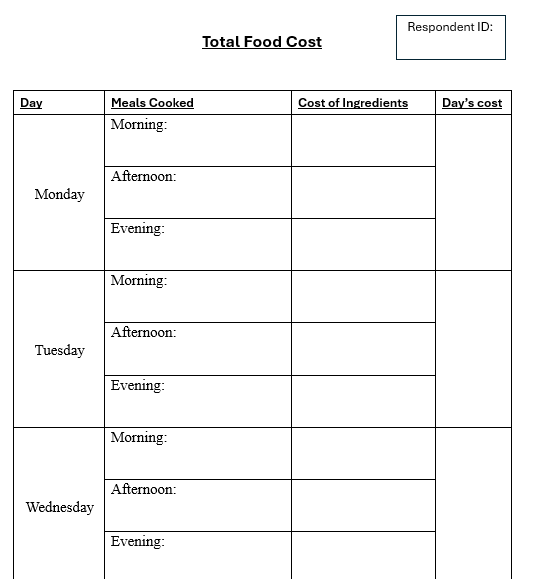 Respondent ID:
Total Food Cost
Day Meals Cooked Cost of Ingredients Day's cost
Morning:
Afternoon:
Monday
Evening:
Morning:
Afternoon:
Tuesday
Evening:
Morning:
Afternoon:
Wednesday
Evening: